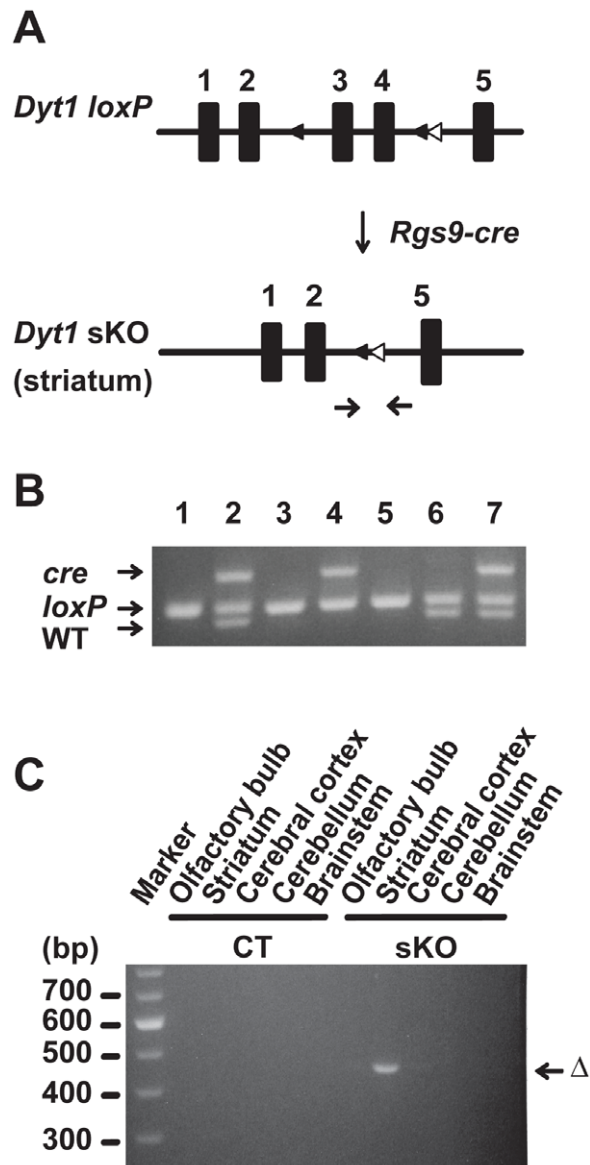 A
1 2 3 4 5
Dyt1 loxP
Rgs9-cre
1 2 5
Dyt1 sKO
(striatum)
B
1 2 3 4 5 6 7
cre
loxP
WT
C
Marker
Olfactory bulb
Striatum
Cerebral cortex
Cerebellum
Brainstem
Olfactory bulb
Striatum
Cerebral cortex
Cerebellum
Brainstem
(bp) CT sKO
700
600
500
Δ
400
300